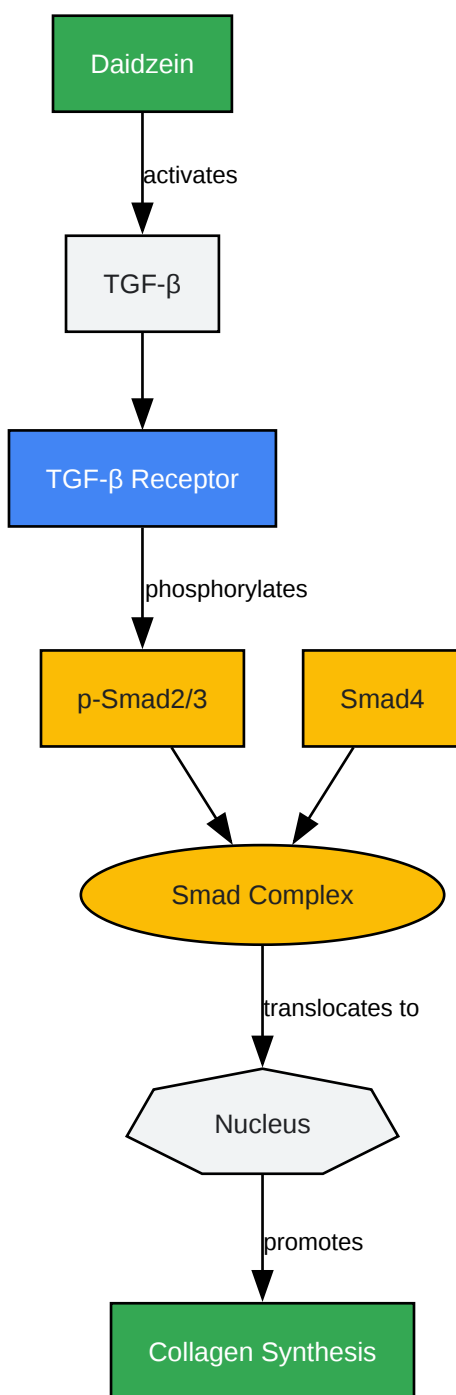 Daidzein
activates
TGF-β
TGF-β Receptor
phosphorylates
p-Smad2/3
Smad4
Smad Complex
translocates to
Nucleus
promotes
Collagen Synthesis